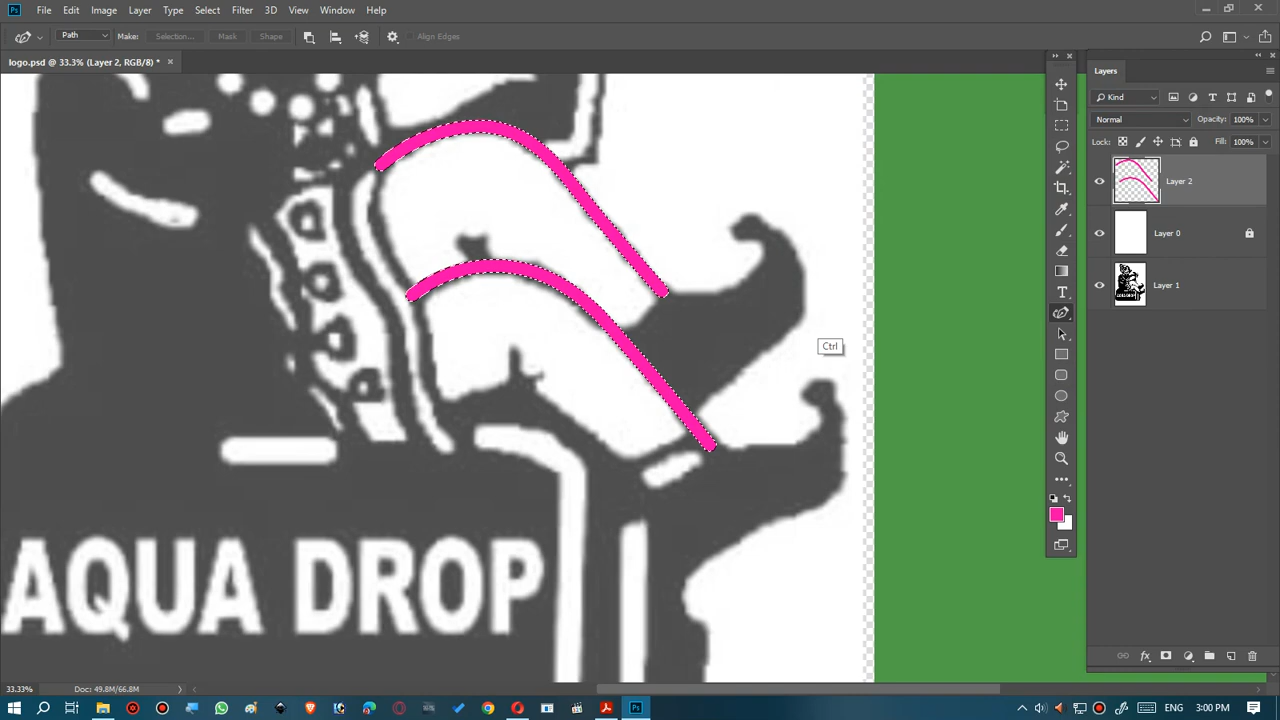 File Edit Image Layer Type Select Filter 3D View Window Help
Path Make: Selection... Mask Shape Align Edges
logo.psd @ 33.3% (Layer 2, RGB/8) *
Layers
Kind
Normal Opacity: 100%
Lock: Fill: 100%
Layer 2
Layer 0
Layer 1
Ctrl
AQUA DROP
33.33% Doc: 49.8M/66.8M
ENG 3:00 PM